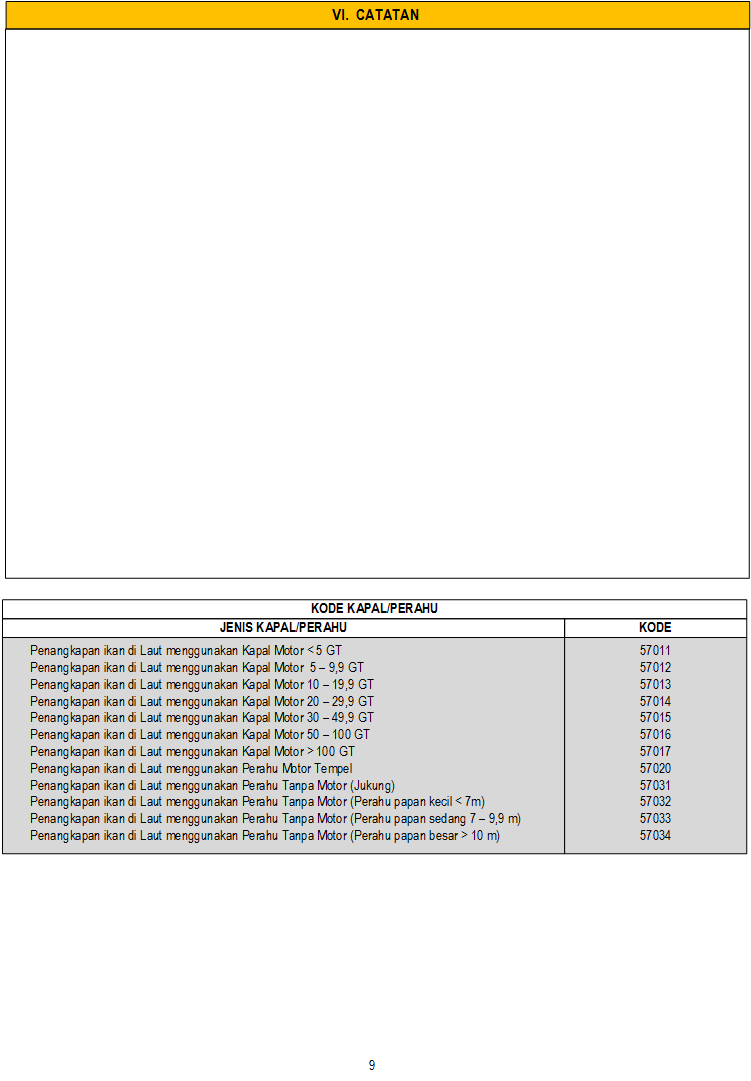 VI. CATATAN
KODE KAPAL/PERAHU
JENIS KAPAL/PERAHU KODE
Penangkapan ikan di Laut menggunakan Kapal Motor < 5 GT 57011
Penangkapan ikan di Laut menggunakan Kapal Motor 5 – 9,9 GT 57012
Penangkapan ikan di Laut menggunakan Kapal Motor 10 – 19,9 GT 57013
Penangkapan ikan di Laut menggunakan Kapal Motor 20 – 29,9 GT 57014
Penangkapan ikan di Laut menggunakan Kapal Motor 30 – 49,9 GT 57015
Penangkapan ikan di Laut menggunakan Kapal Motor 50 – 100 GT 57016
Penangkapan ikan di Laut menggunakan Kapal Motor > 100 GT 57017
Penangkapan ikan di Laut menggunakan Perahu Motor Tempel 57020
Penangkapan ikan di Laut menggunakan Perahu Tanpa Motor (Jukung) 57031
Penangkapan ikan di Laut menggunakan Perahu Tanpa Motor (Perahu papan kecil < 7m) 57032
Penangkapan ikan di Laut menggunakan Perahu Tanpa Motor (Perahu papan sedang 7 – 9,9 m) 57033
Penangkapan ikan di Laut menggunakan Perahu Tanpa Motor (Perahu papan besar > 10 m) 57034
9